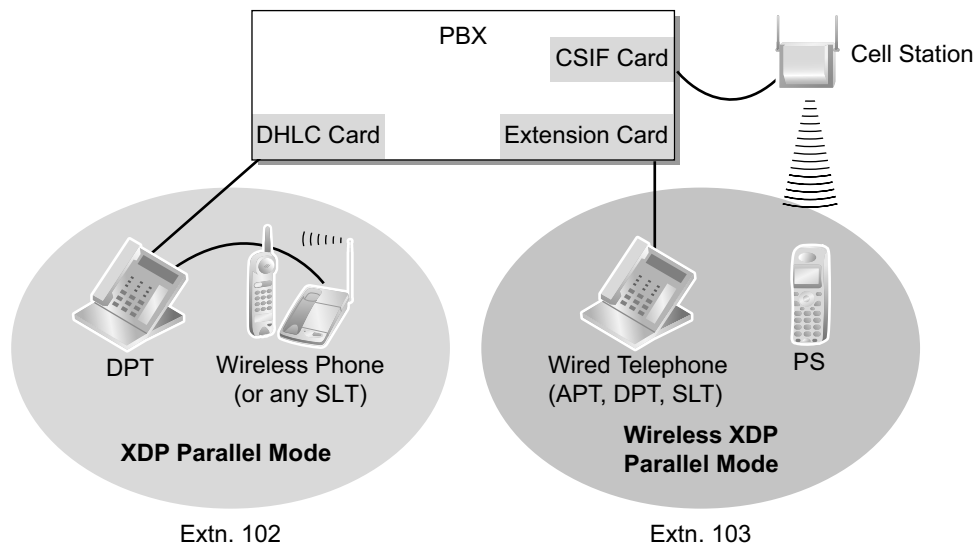 PBX
CSIF Card
Cell Station
DHLC Card
Extension Card
DPT
Wireless Phone
(or any SLT)
XDP Parallel Mode
Extn. 102
Wired Telephone
(APT, DPT, SLT)
PS
Wireless XDP
Parallel Mode
Extn. 103